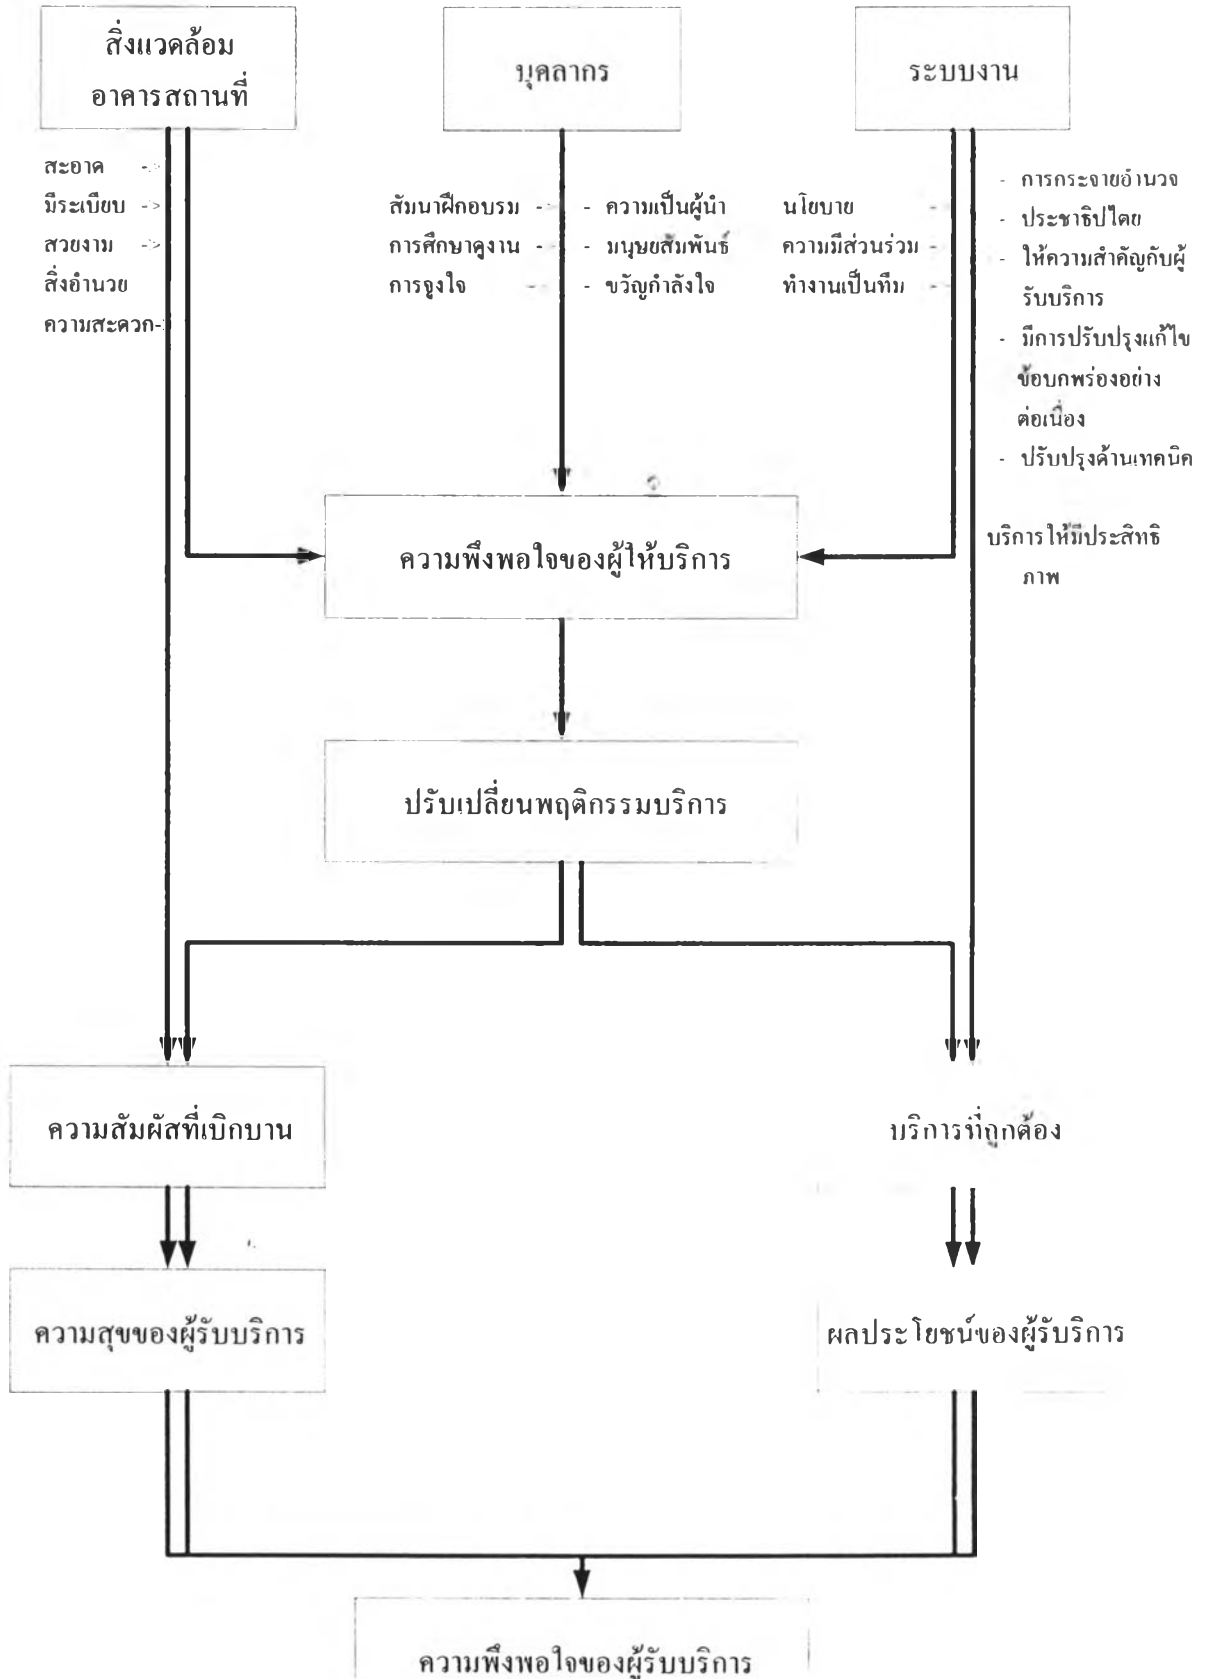 สิ่งแวดล้อม
อาคารสถานที่
บุคลากร
ระบบงาน
สะอาด ->
มีระเบียบ ->
สวยงาม ->
สิ่งอำนวย
ความสะดวก-
สัมนาฝึกอบรม -
การศึกษาดูงาน -
การจูงใจ -
- ความเป็นผู้นำ
- มนุษยสัมพันธ์
- ขวัญกำลังใจ
นโยบาย -
ความมีส่วนร่วม -
ทำงานเป็นทีม -
- การกระจายอำนวจ
- ประชาธิปไตย
- ให้ความสำคัญกับผู้
รับบริการ
- มีการปรับปรุงแก้ไข
ข้อบกพร่องอย่าง
ต่อเนื่อง
- ปรับปรุงด้านเทคนิค
บริการให้มีประสิทธิ
ภาพ
ความพึงพอใจของผู้ให้บริการ
ปรับเปลี่ยนพฤติกรรมบริการ
ความสัมผัสที่เบิกบาน
บริการที่ถูกต้อง
ความสุขของผู้รับบริการ
ผลประโยชน์ของผู้รับริการ
ความพึงพอใจของผู้รับบริการ